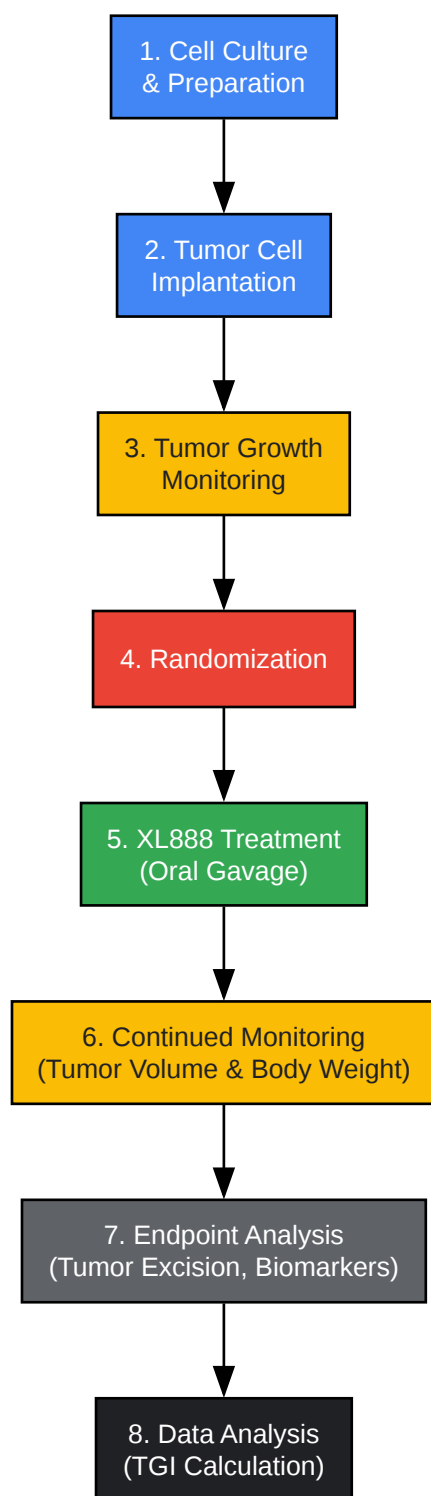 1. Cell Culture
& Preparation
2. Tumor Cell
Implantation
3. Tumor Growth
Monitoring
4. Randomization
5. XL888 Treatment
(Oral Gavage)
6. Continued Monitoring
(Tumor Volume & Body Weight)
7. Endpoint Analysis
(Tumor Excision, Biomarkers)
8. Data Analysis
(TGI Calculation)